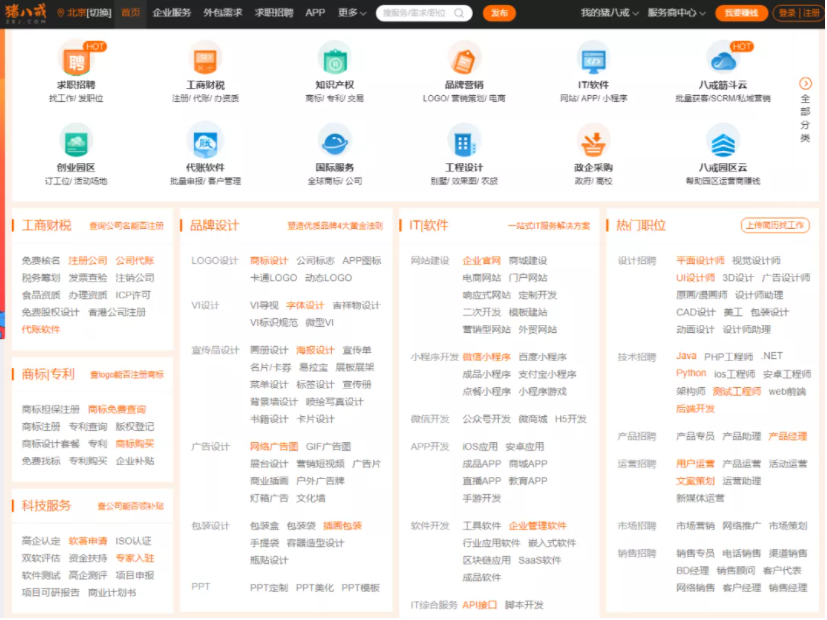 猪八戒 北京[切换] 首页 企业服务 外包需求 求职招聘 APP 更多 搜服务/需求/职位 发布 我的猪八戒 服务商中心 我要赚钱 登录 | 注册
ZBJ.COM
HOT HOT
求职招聘 工商财税 知识产权 品牌营销 IT/软件 八戒筋斗云
找工作/ 发职位 注册/ 代账/ 办资质 商标/ 专利/ 交易 LOGO/ 营销策划/ 电商 网站/ APP/ 小程序 批量获客/SCRM/私域营销
全部分类
创业园区 代账软件 国际服务 工程设计 政企采购 八戒园区云
订工位/ 活动场地 批量申报/ 客户管理 全球商标/ 公司 别墅/ 效果图/ 农房 政府/ 高校 帮助园区运营商赚钱
工商财税 查询公司名能否注册
免费核名 注册公司 公司代账
税务筹划 发票查验 注销公司
食品资质 办理资质 ICP许可
免费股权设计 香港公司注册
代账软件
商标|专利 查logo能否注册商标
商标担保注册 商标免费查询
商标注册 专利查询 版权登记
商标设计套餐 专利 商标购买
免费找标 专利购买 企业补贴
科技服务 查公司能否领补贴
高企认定 软著申请 ISO认证
双软评估 资金扶持 专家入驻
软件测试 高企测评 项目申报
项目可研报告 商业计划书
品牌设计 塑造优质品牌4大黄金法则
LOGO设计 商标设计 公司标志 APP图标
卡通LOGO 动态LOGO
VI设计 VI导视 字体设计 吉祥物设计
VI标识规范 微型VI
宣传品设计 画册设计 海报设计 宣传单
名片/卡券 易拉宝 展板展架
菜单设计 标签设计 宣传册
背景墙设计 喷绘写真设计
书籍设计 卡片设计
广告设计 网络广告图 GIF广告图
展台设计 营销短视频 广告片
商业插画 户外广告牌
灯箱广告 文化墙
包装设计 包装盒 包装袋 插画包装
手提袋 容器造型设计
瓶贴设计
PPT PPT定制 PPT美化 PPT模板
IT|软件 一站式IT服务解决方案
网站建设 企业官网 商城建设
电商网站 门户网站
响应式网站 定制开发
二次开发 模板建站
营销型网站 外贸网站
小程序开发 微信小程序 百度小程序
成品小程序 支付宝小程序
点餐小程序 小程序游戏
微信开发 公众号开发 微商城 H5开发
APP开发 iOS应用 安卓应用
成品APP 商城APP
直播APP 教育APP
手游开发
软件开发 工具软件 企业管理软件
行业应用软件 嵌入式软件
区块链应用 SaaS软件
成品软件
IT综合服务 API接口 脚本开发
热门职位 上传简历找工作
设计招聘 平面设计师 视觉设计师
UI设计师 3D设计 广告设计师
原画/漫画师 设计师助理
CAD设计 美工 包装设计
动画设计 设计师助理
技术招聘 Java PHP工程师 .NET
Python ios工程师 安卓工程师
架构师 测试工程师 web前端
后端开发
产品招聘 产品专员 产品助理 产品经理
运营招聘 用户运营 产品运营 活动运营
文案策划 运营助理
新媒体运营
市场招聘 市场营销 网络推广 市场策划
销售招聘 销售专员 电话销售 渠道销售
BD经理 销售顾问 客户代表
网络销售 客户经理 销售经理